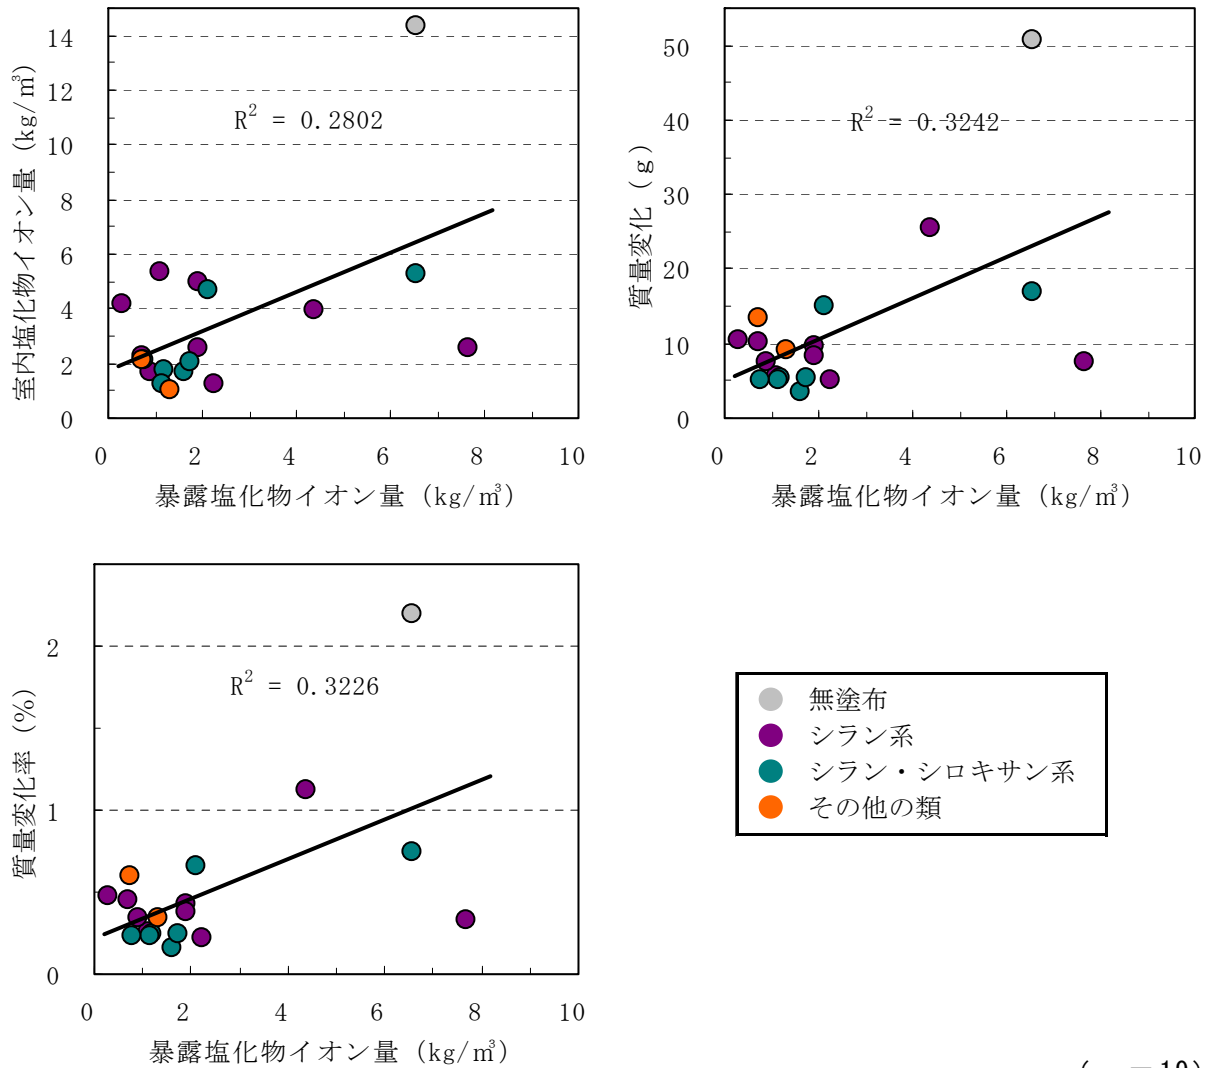 14
12
10
8
6
4
2
0
室内塩化物イオン量 (kg/㎥)
R² = 0.2802
0 2 4 6 8 10
暴露塩化物イオン量 (kg/㎥)
50
40
30
20
10
0
質量変化 (g)
R² = 0.3242
0 2 4 6 8 10
暴露塩化物イオン量 (kg/㎥)
2
1
0
質量変化率 (%)
R² = 0.3226
0 2 4 6 8 10
暴露塩化物イオン量 (kg/㎥)
無塗布
シラン系
シラン・シロキサン系
その他の類